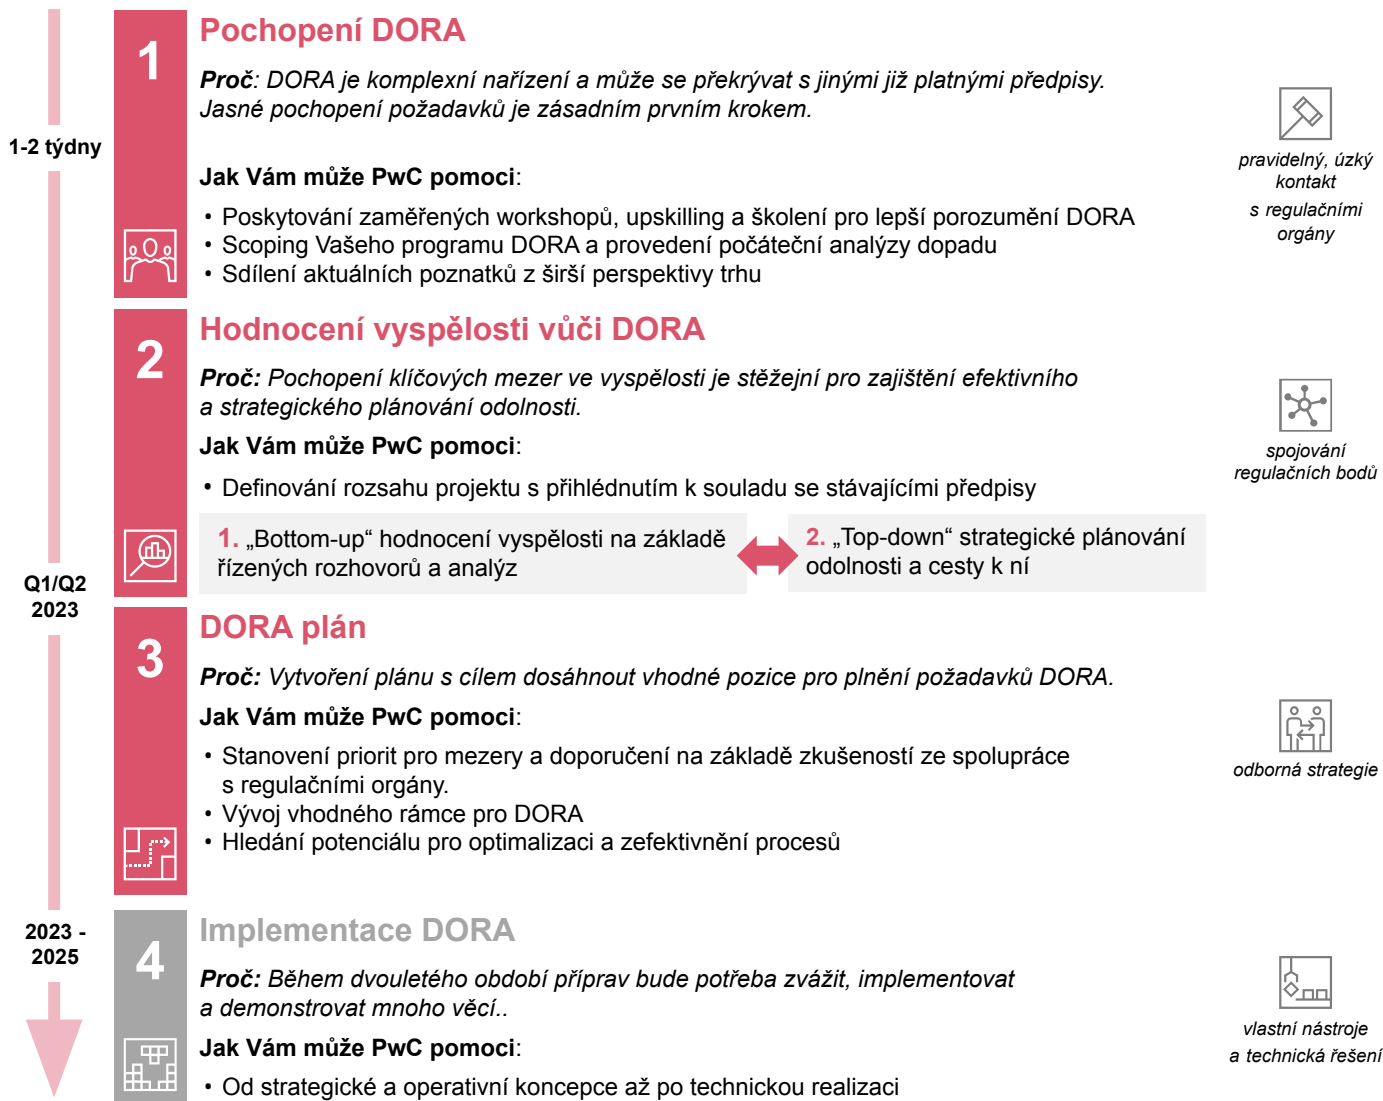 1
Pochopení DORA
Proč: DORA je komplexní nařízení a může se překrývat s jinými již platnými předpisy.
Jasné pochopení požadavků je zásadním prvním krokem.
1-2 týdny
Jak Vám může PwC pomoci:
• Poskytování zaměřených workshopů, upskilling a školení pro lepší porozumění DORA
• Scoping Vašeho programu DORA a provedení počáteční analýzy dopadu
• Sdílení aktuálních poznatků z širší perspektivy trhu
pravidelný, úzký
kontakt
s regulačními
orgány
2
Hodnocení vyspělosti vůči DORA
Proč: Pochopení klíčových mezer ve vyspělosti je stěžejní pro zajištění efektivního
a strategického plánování odolnosti.
Jak Vám může PwC pomoci:
• Definování rozsahu projektu s přihlédnutím k souladu se stávajícími předpisy
1. „Bottom-up“ hodnocení vyspělosti na základě
řízených rozhovorů a analýz
2. „Top-down“ strategické plánování
odolnosti a cesty k ní
spojování
regulačních bodů
Q1/Q2
2023
3
DORA plán
Proč: Vytvoření plánu s cílem dosáhnout vhodné pozice pro plnění požadavků DORA.
Jak Vám může PwC pomoci:
• Stanovení priorit pro mezery a doporučení na základě zkušeností ze spolupráce
s regulačními orgány.
• Vývoj vhodného rámce pro DORA
• Hledání potenciálu pro optimalizaci a zefektivnění procesů
odborná strategie
2023 -
2025
4
Implementace DORA
Proč: Během dvouletého období příprav bude potřeba zvážit, implementovat
a demonstrovat mnoho věcí..
Jak Vám může PwC pomoci:
• Od strategické a operativní koncepce až po technickou realizaci
vlastní nástroje
a technická řešení